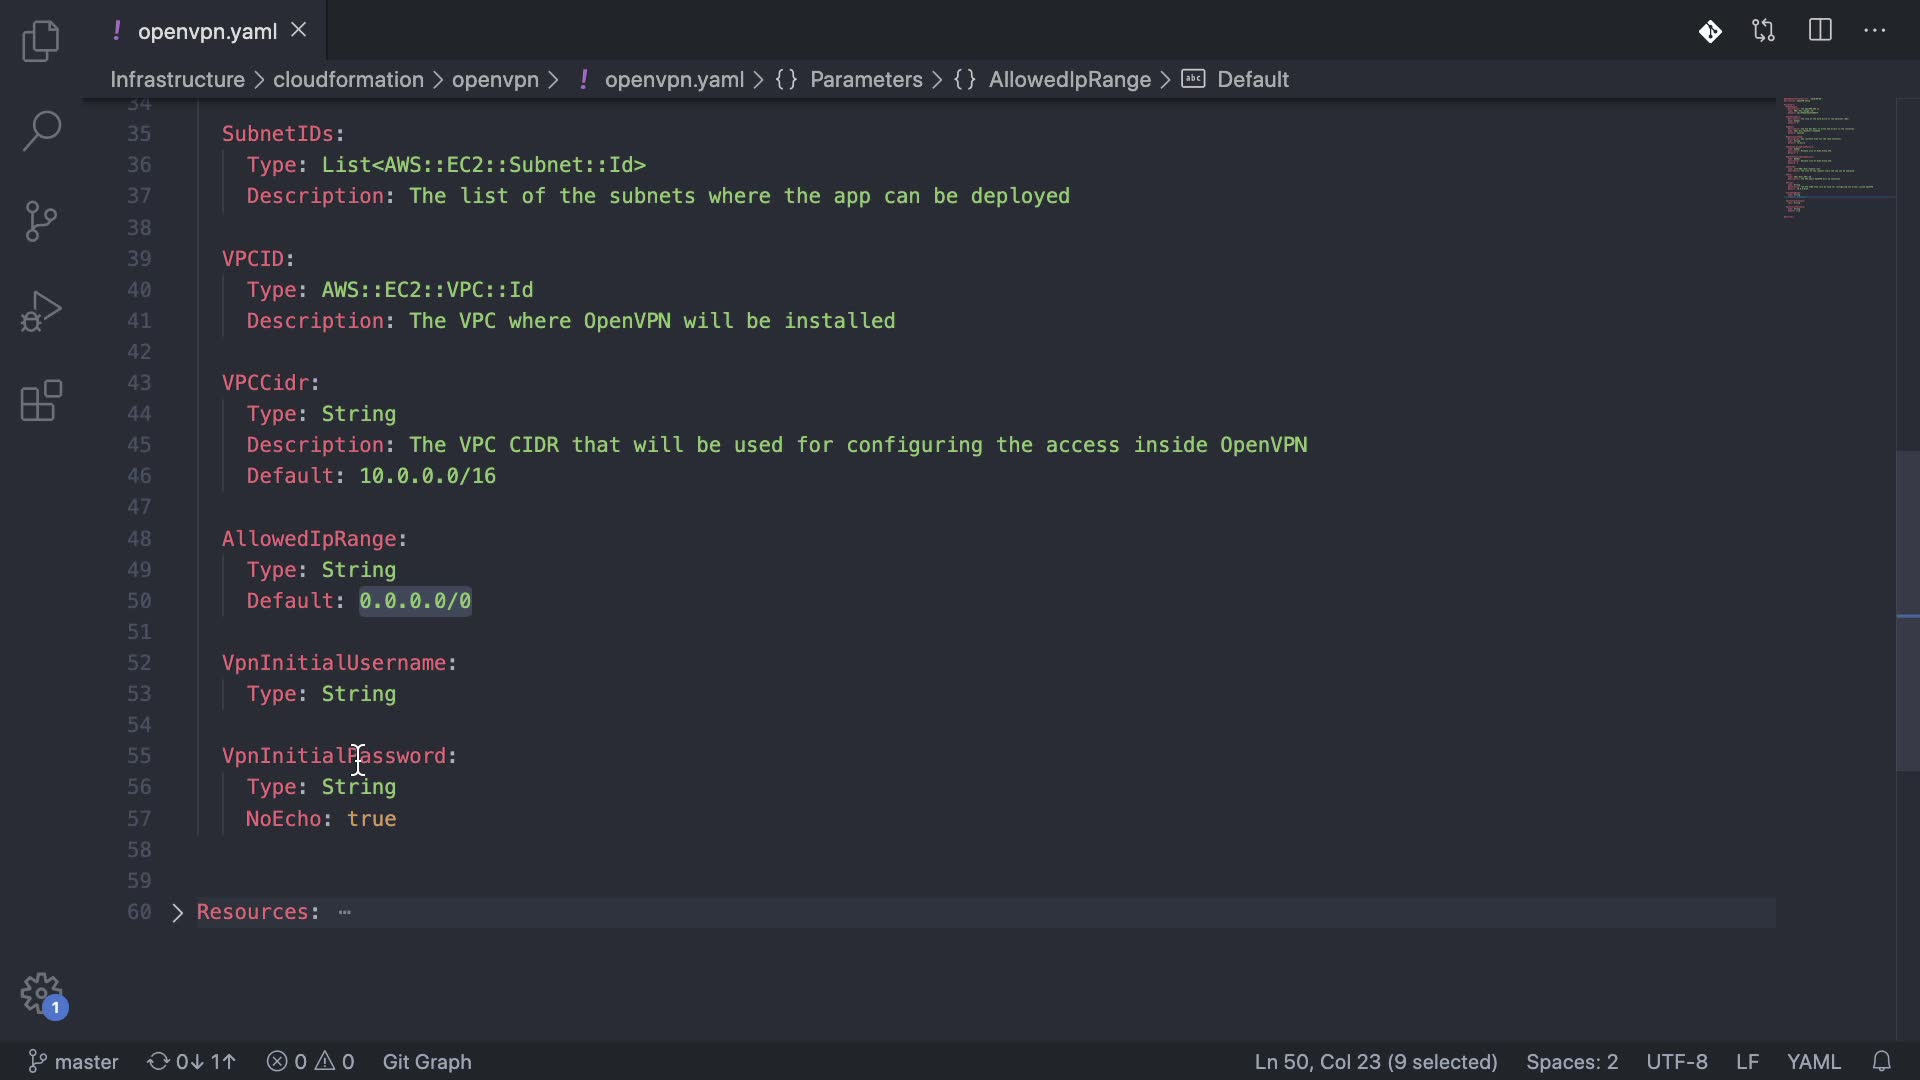 ! openvpn.yaml
Infrastructure > cloudformation > openvpn > ! openvpn.yaml > {} Parameters > {} AllowedIpRange > abc Default
34
35 SubnetIDs:
36 Type: List<AWS::EC2::Subnet::Id>
37 Description: The list of the subnets where the app can be deployed
38
39 VPCID:
40 Type: AWS::EC2::VPC::Id
41 Description: The VPC where OpenVPN will be installed
42
43 VPCCidr:
44 Type: String
45 Description: The VPC CIDR that will be used for configuring the access inside OpenVPN
46 Default: 10.0.0.0/16
47
48 AllowedIpRange:
49 Type: String
50 Default: 0.0.0.0/0
51
52 VpnInitialUsername:
53 Type: String
54
55 VpnInitialPassword:
56 Type: String
57 NoEcho: true
58
59
60 > Resources: …
1
master 0↓ 1↑ 0 0 Git Graph Ln 50, Col 23 (9 selected) Spaces: 2 UTF-8 LF YAML